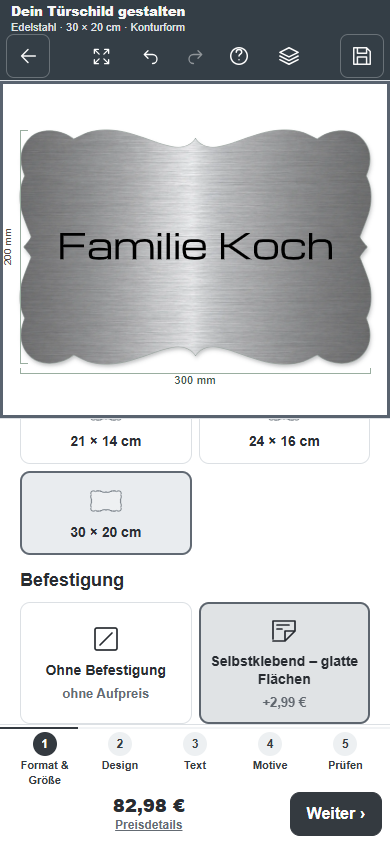 Dein Türschild gestalten
Edelstahl · 30 × 20 cm · Konturform
Familie Koch
200 mm
300 mm
21 × 14 cm
24 × 16 cm
30 × 20 cm
Befestigung
Ohne Befestigung
ohne Aufpreis
Selbstklebend – glatte
Flächen
+2,99 €
1
Format &
Größe
2
Design
3
Text
4
Motive
5
Prüfen
82,98 €
Preisdetails
Weiter ›